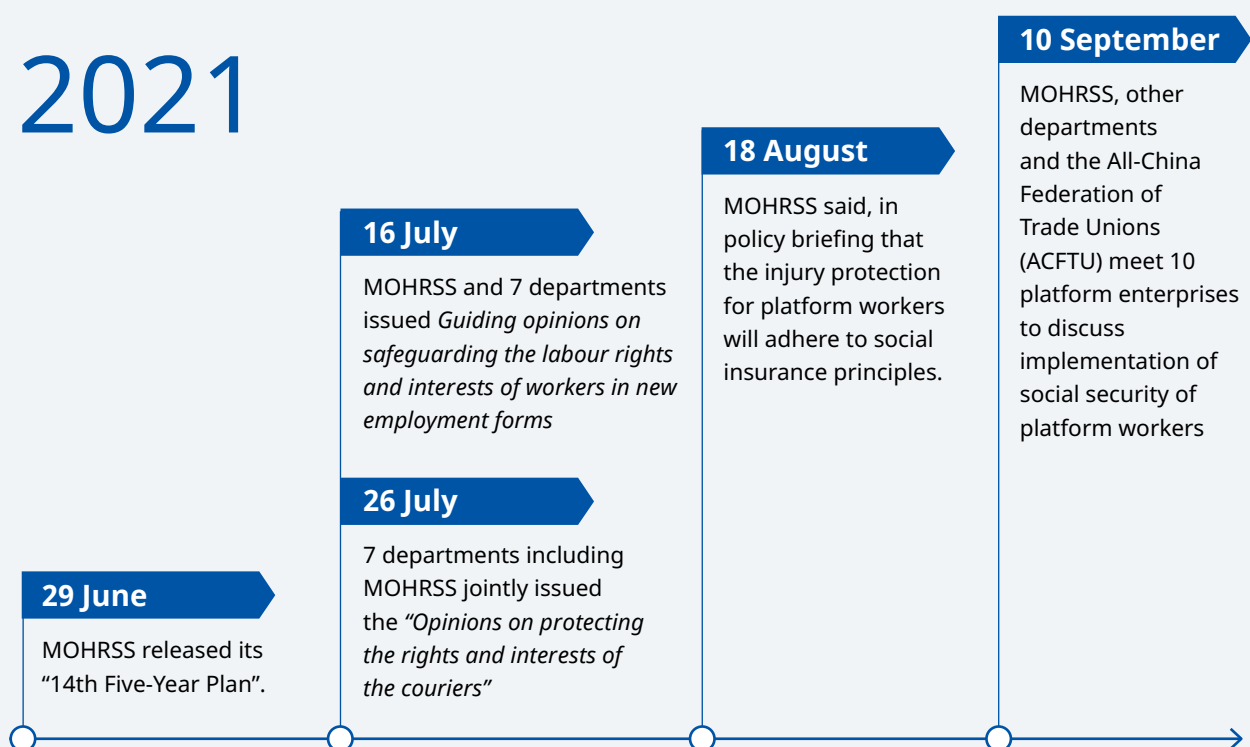 2021
29 June
MOHRSS released its
“14th Five-Year Plan”.
16 July
MOHRSS and 7 departments
issued Guiding opinions on
safeguarding the labour rights
and interests of workers in new
employment forms
26 July
7 departments including
MOHRSS jointly issued
the “Opinions on protecting
the rights and interests of
the couriers”
18 August
MOHRSS said, in
policy briefing that
the injury protection
for platform workers
will adhere to social
insurance principles.
10 September
MOHRSS, other
departments
and the All-China
Federation of
Trade Unions
(ACFTU) meet 10
platform enterprises
to discuss
implementation of
social security of
platform workers